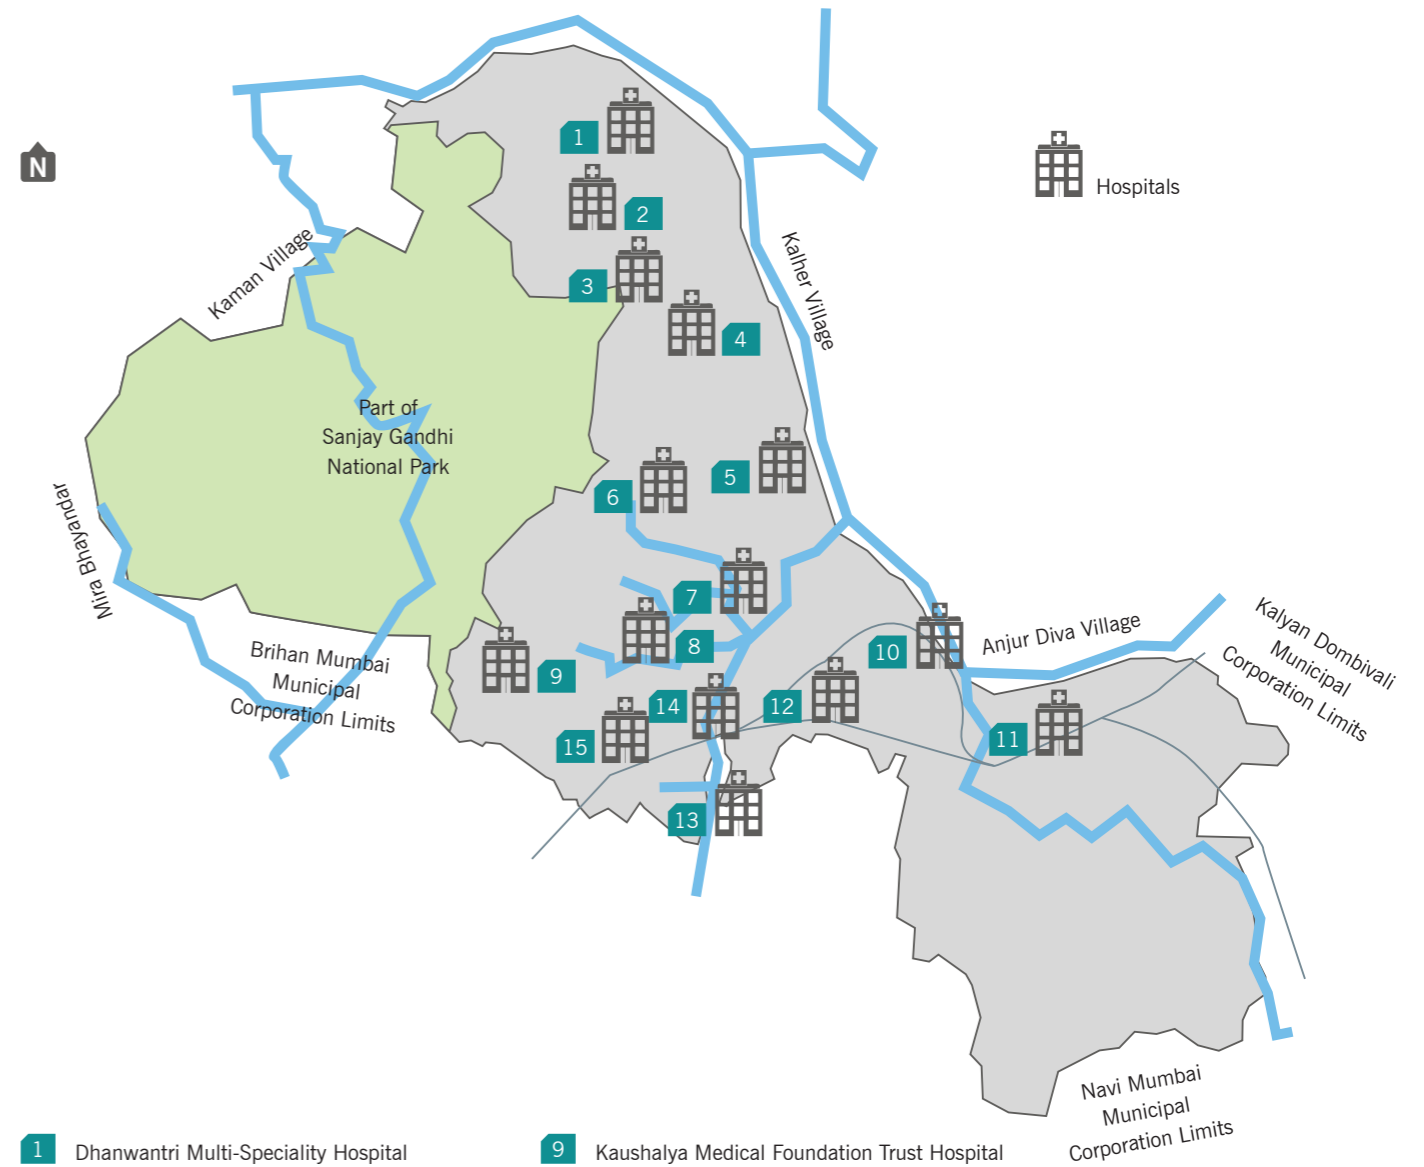 N
1
2
3
4
5
6
7
8
9
10
11
12
13
14
15
Hospitals
Kaman Village
Kalher Village
Part of
Sanjay Gandhi
National Park
Mira Bhayandar
Brihan Mumbai
Municipal
Corporation Limits
Anjur Diva Village
Kalyan Dombivali
Municipal
Corporation Limits
Navi Mumbai
Municipal
Corporation Limits
1 Dhanwantri Multi-Speciality Hospital
9 Kaushalya Medical Foundation Trust Hospital